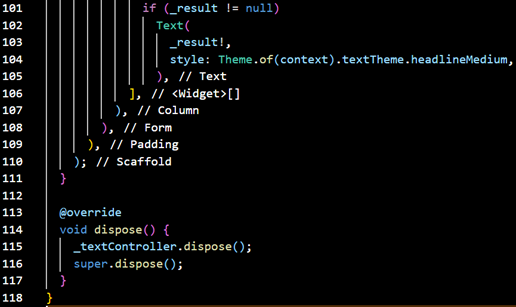 101 if (_result != null)
102 Text(
103 _result!,
104 style: Theme.of(context).textTheme.headlineMedium,
105 ), // Text
106 ], // <Widget>[]
107 ), // Column
108 ), // Form
109 ), // Padding
110 ); // Scaffold
111 }
112
113 @override
114 void dispose() {
115 _textController.dispose();
116 super.dispose();
117 }
118 }